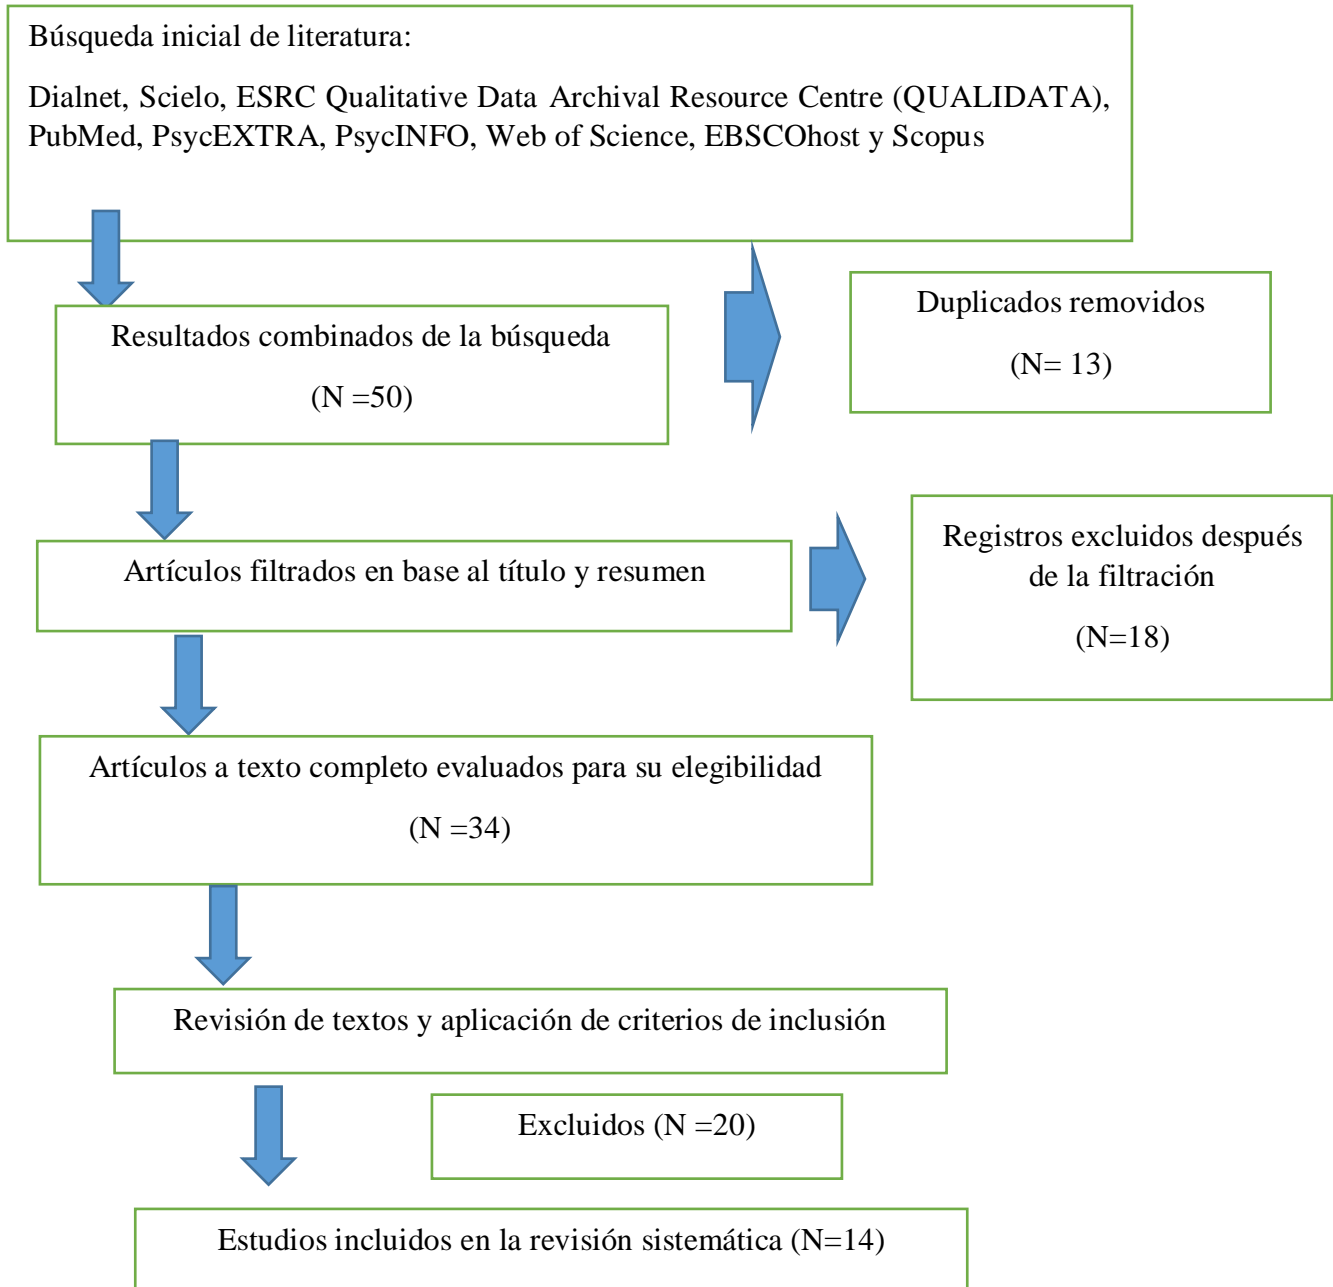 Búsqueda inicial de literatura:
Dialnet, Scielo, ESRC Qualitative Data Archival Resource Centre (QUALIDATA),
PubMed, PsycEXTRA, PsycINFO, Web of Science, EBSCOhost y Scopus
Resultados combinados de la búsqueda
(N =50)
Duplicados removidos
(N= 13)
Artículos filtrados en base al título y resumen
Registros excluidos después
de la filtración
(N=18)
Artículos a texto completo evaluados para su elegibilidad
(N =34)
Revisión de textos y aplicación de criterios de inclusión
Excluidos (N =20)
Estudios incluidos en la revisión sistemática (N=14)